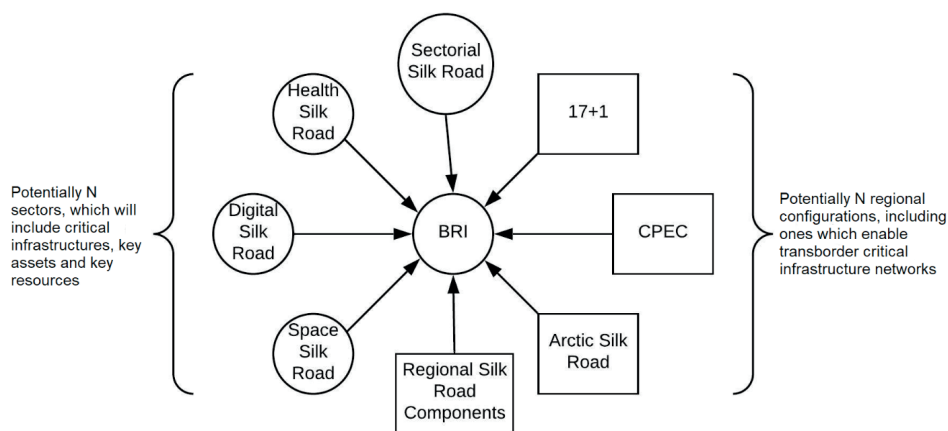 Sectorial
Silk Road
Health
Silk
Road
17+1
Potentially N
sectors, which will
include critical
infrastructures, key
assets and key
resources
Digital
Silk
Road
BRI
CPEC
Potentially N regional
configurations, including
ones which enable
transborder critical
infrastructure networks
Space
Silk
Road
Regional Silk
Road
Components
Arctic Silk
Road